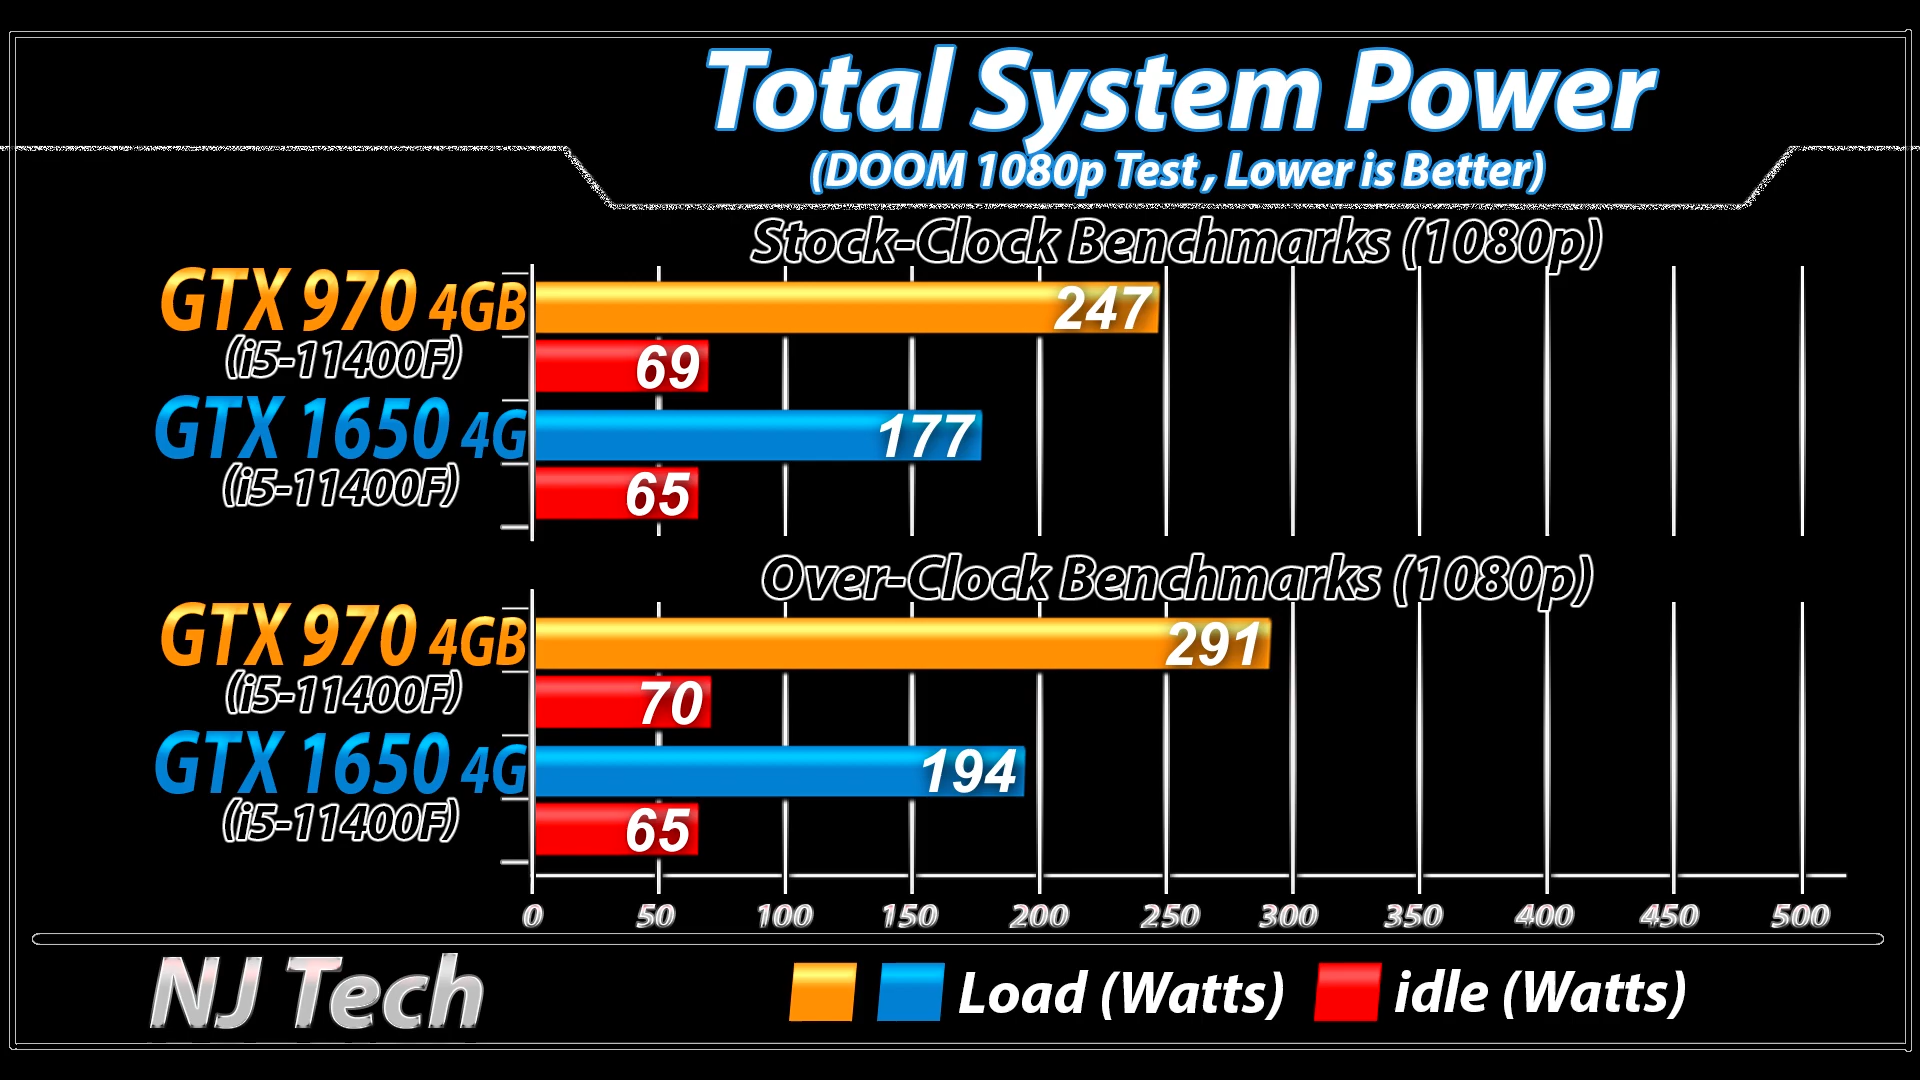 Total System Power
(DOOM 1080p Test , Lower is Better)
Stock-Clock Benchmarks (1080p)
GTX 970 4GB 247
(i5-11400F) 69
GTX 1650 4G 177
(i5-11400F) 65
Over-Clock Benchmarks (1080p)
GTX 970 4GB 291
(i5-11400F) 70
GTX 1650 4G 194
(i5-11400F) 65
0 50 100 150 200 250 300 350 400 450 500
NJ Tech Load (Watts) idle (Watts)